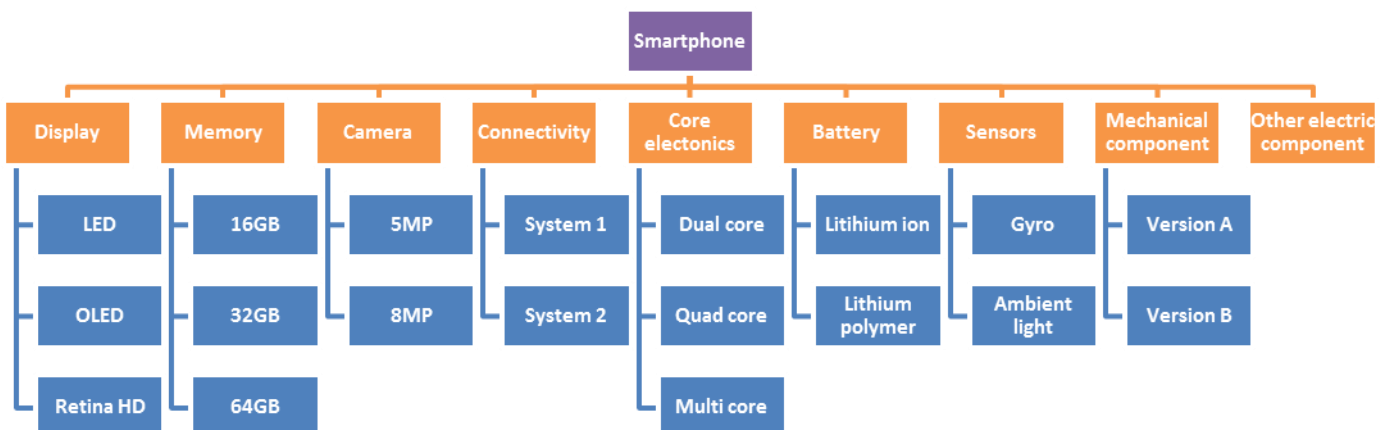 Smartphone
Display
Memory
Camera
Connectivity
Core
electonics
Battery
Sensors
Mechanical
component
Other electric
component
LED
16GB
5MP
System 1
Dual core
Litihium ion
Gyro
Version A
OLED
32GB
8MP
System 2
Quad core
Lithium
polymer
Ambient
light
Version B
Retina HD
64GB
Multi core